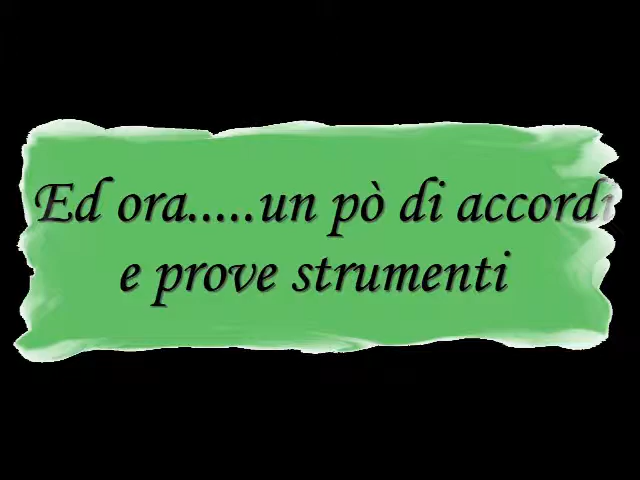 Ed ora.....un pò di accordi
e prove strumenti